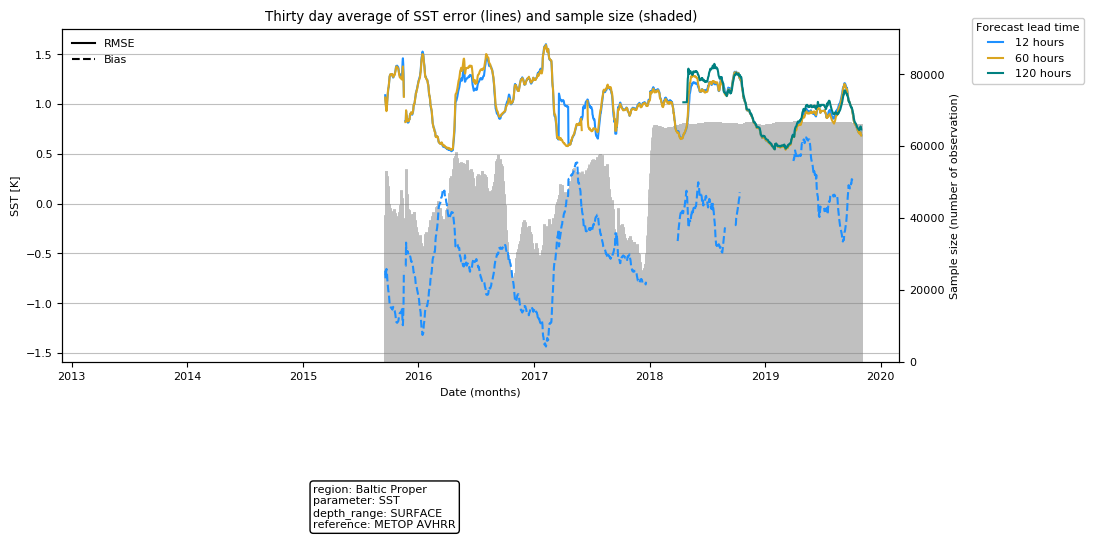 Thirty day average of SST error (lines) and sample size (shaded)
RMSE
Bias
Forecast lead time
12 hours
60 hours
120 hours
SST [K]
1.5
1.0
0.5
0.0
−0.5
−1.0
−1.5
80000
60000
40000
20000
0
Sample size (number of observation)
2013
2014
2015
2016
2017
2018
2019
2020
Date (months)
region: Baltic Proper
parameter: SST
depth_range: SURFACE
reference: METOP AVHRR